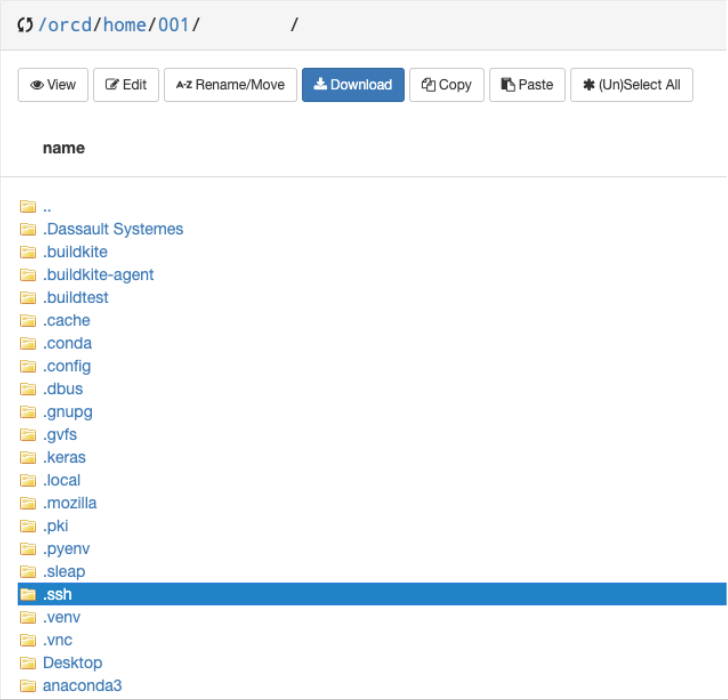 /orcd/home/001/ /
View Edit A-Z Rename/Move Download Copy Paste (Un)Select All
name
..
.Dassault Systemes
.buildkite
.buildkite-agent
.buildtest
.cache
.conda
.config
.dbus
.gnupg
.gvfs
.keras
.local
.mozilla
.pki
.pyenv
.sleap
.ssh
.venv
.vnc
Desktop
anaconda3